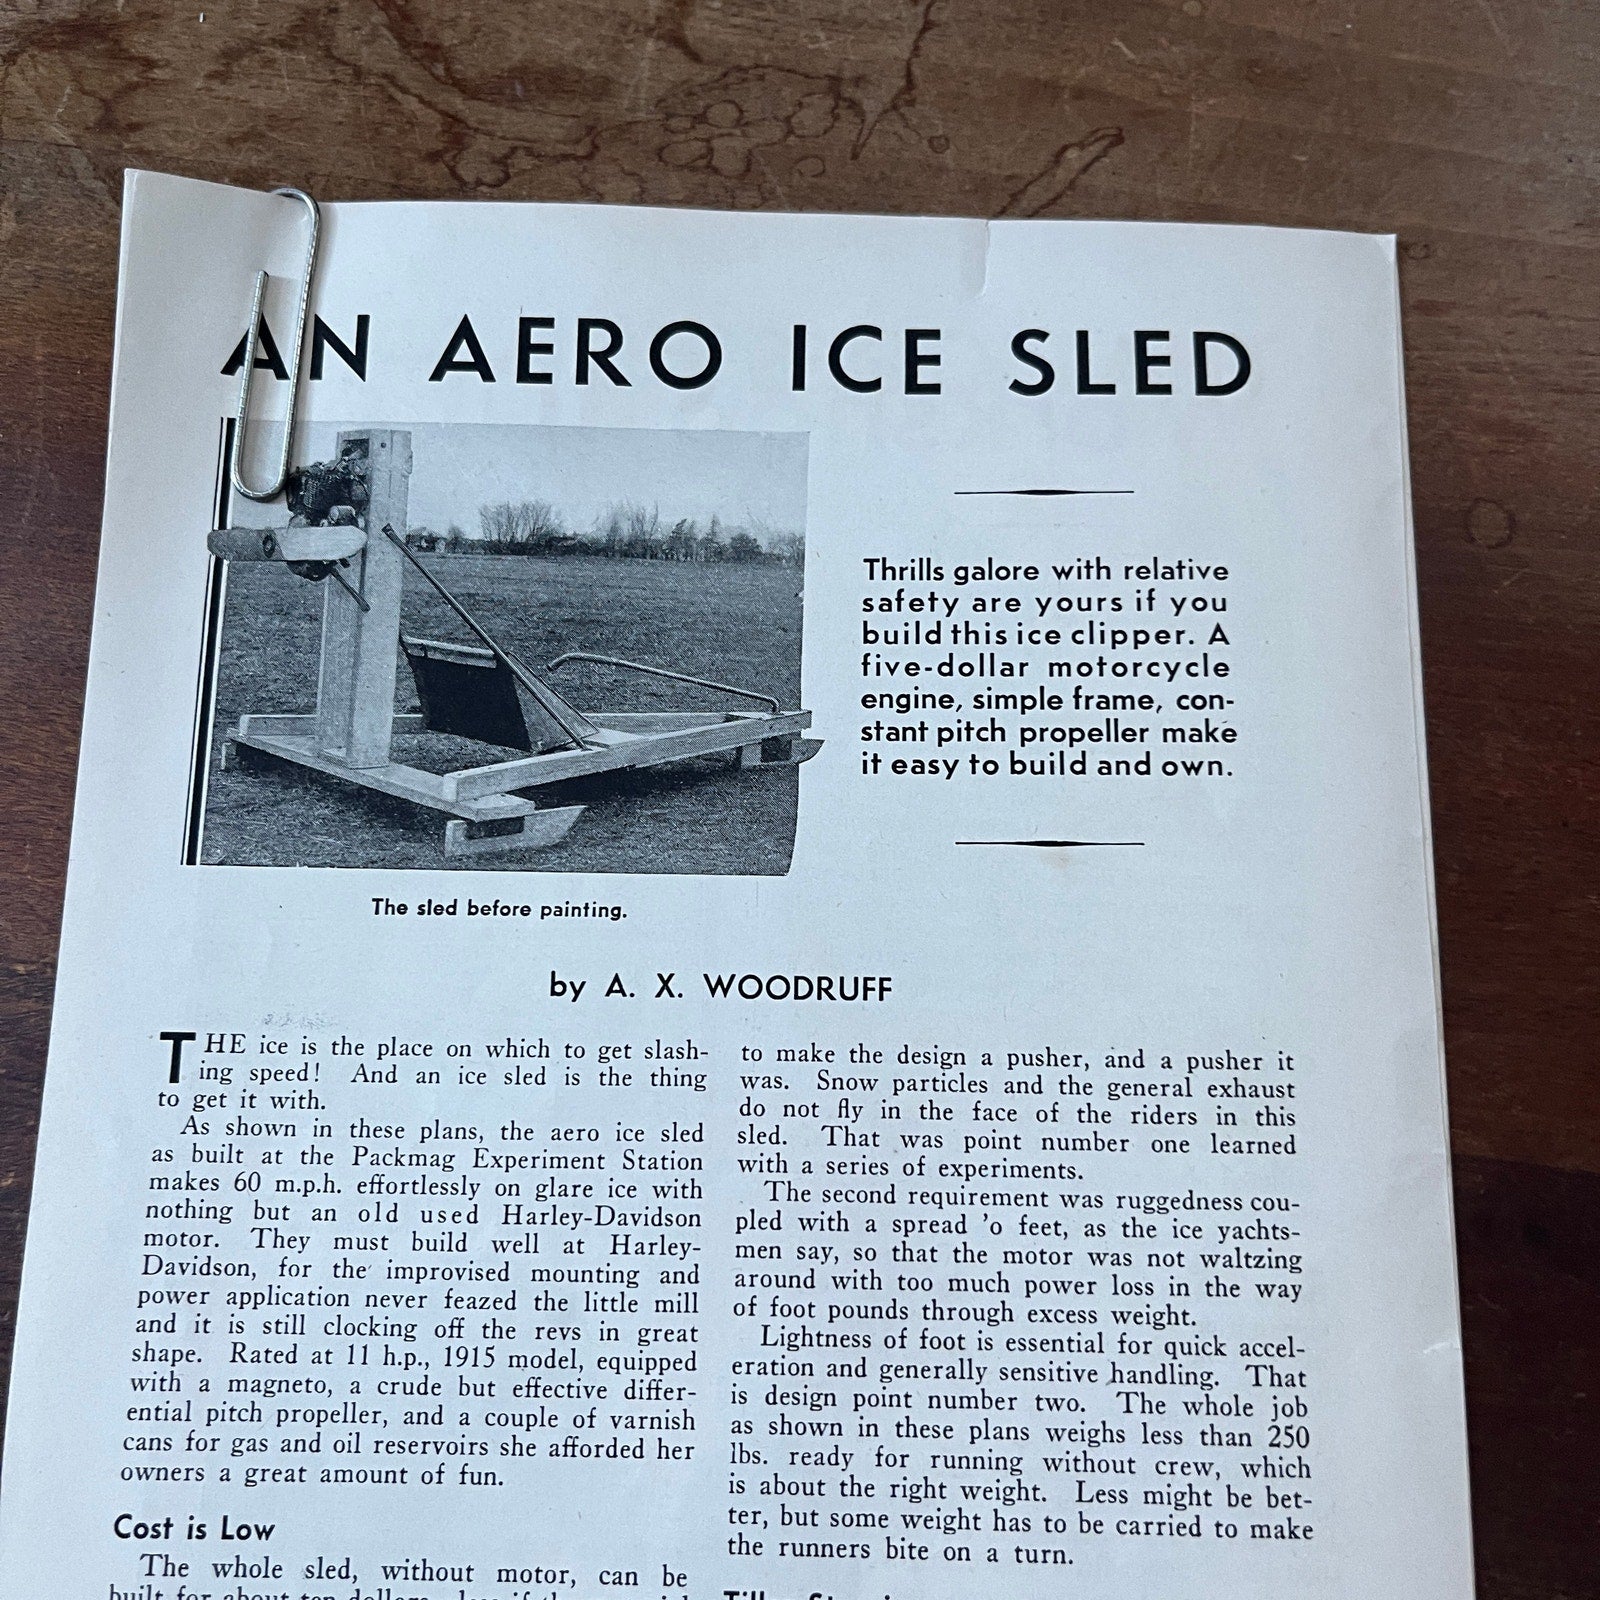 AN AERO ICE SLED
Thrills galore with relative
safety are yours if you
build this ice clipper. A
five-dollar motorcycle
engine, simple frame, con-
stant pitch propeller make
it easy to build and own.
The sled before painting.
by A. X. WOODRUFF
THE ice is the place on which to get slash-
ing speed! And an ice sled is the thing
to get it with.
As shown in these plans, the aero ice sled
as built at the Packmag Experiment Station
makes 60 m.p.h. effortlessly on glare ice with
nothing but an old used Harley-Davidson
motor. They must build well at Harley-
Davidson, for the improvised mounting and
power application never feazed the little mill
and it is still clocking off the revs in great
shape. Rated at 11 h.p., 1915 model, equipped
with a magneto, a crude but effective differ-
ential pitch propeller, and a couple of varnish
cans for gas and oil reservoirs she afforded her
owners a great amount of fun.
Cost is Low
The whole sled, without motor, can be
built for about ten dollars, less if the
to make the design a pusher, and a pusher it
was. Snow particles and the general exhaust
do not fly in the face of the riders in this
sled. That was point number one learned
with a series of experiments.
The second requirement was ruggedness cou-
pled with a spread 'o feet, as the ice yachts-
men say, so that the motor was not waltzing
around with too much power loss in the way
of foot pounds through excess weight.
Lightness of foot is essential for quick accel-
eration and generally sensitive handling. That
is design point number two. The whole job
as shown in these plans weighs less than 250
lbs. ready for running without crew, which
is about the right weight. Less might be bet-
ter, but some weight has to be carried to make
the runners bite on a turn.